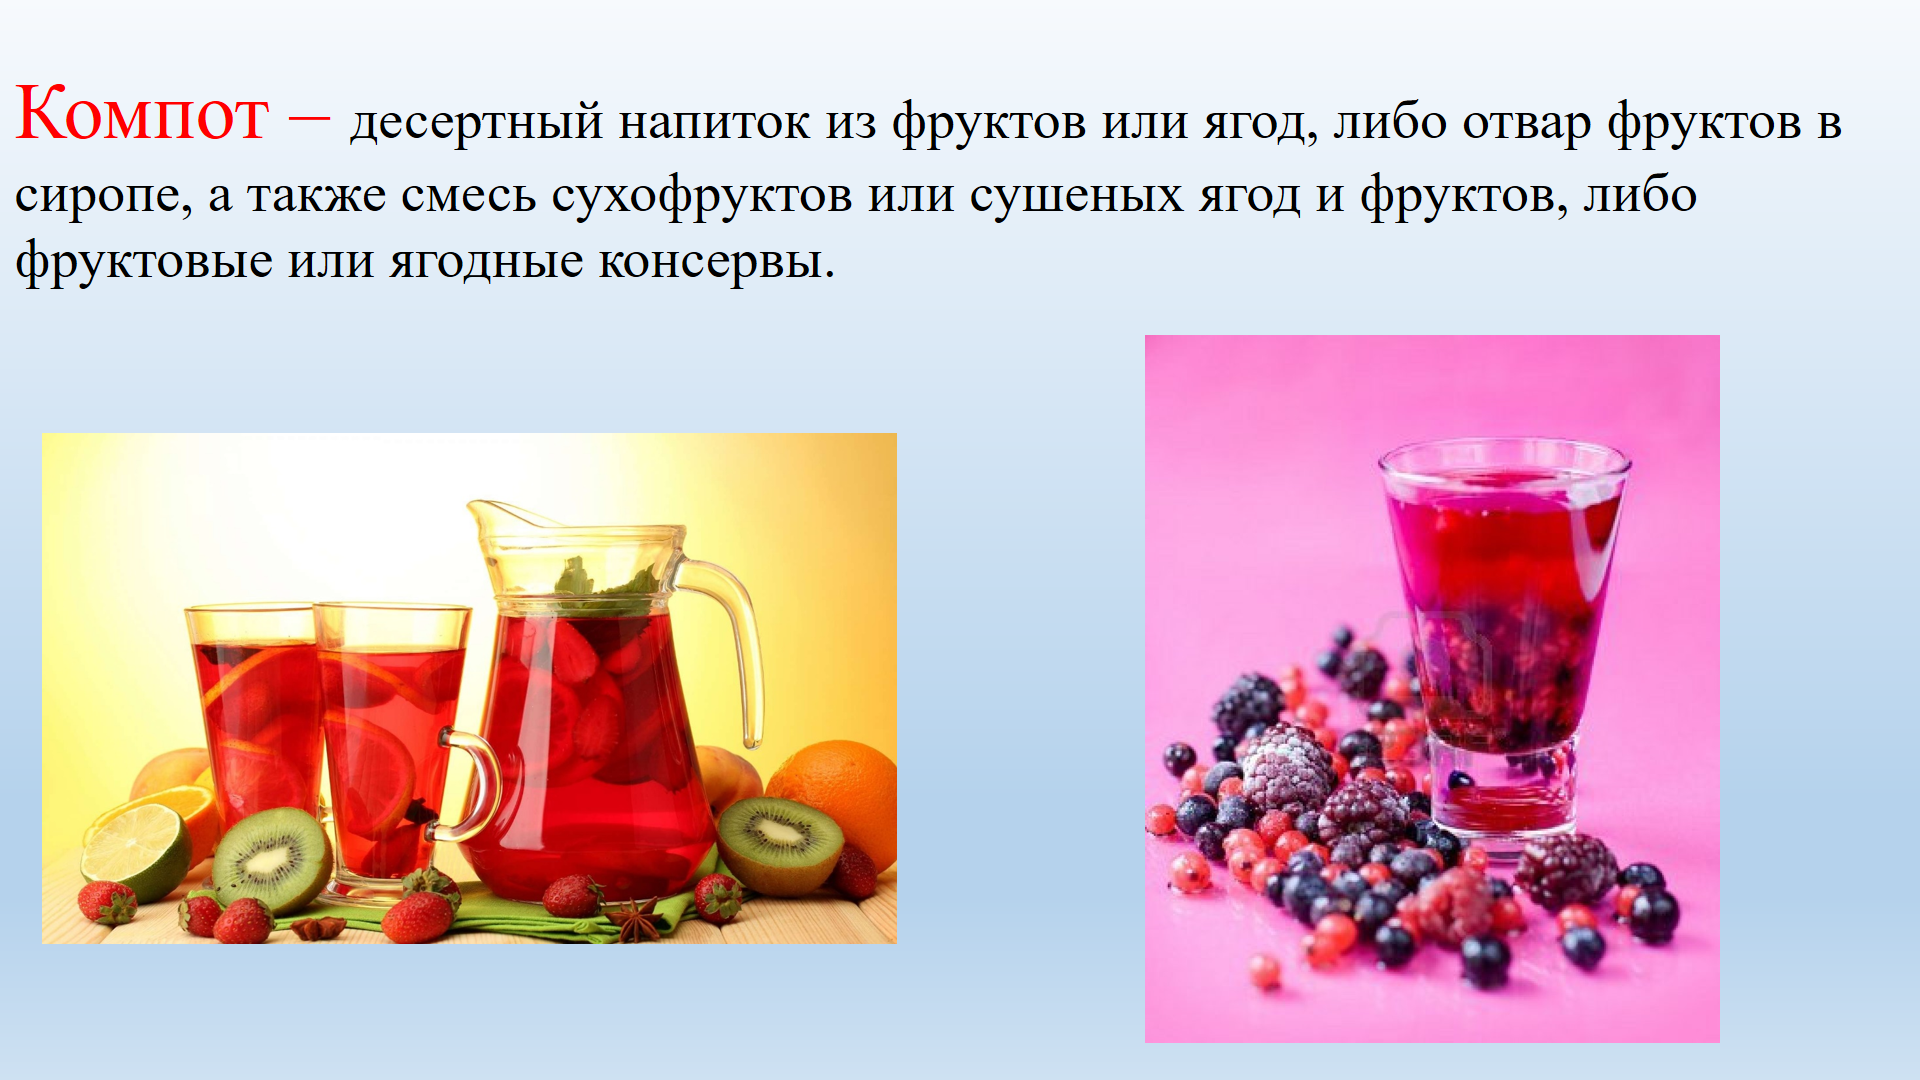 Компот – десертный напиток из фруктов или ягод, либо отвар фруктов в
сиропе, а также смесь сухофруктов или сушеных ягод и фруктов, либо
фруктовые или ягодные консервы.